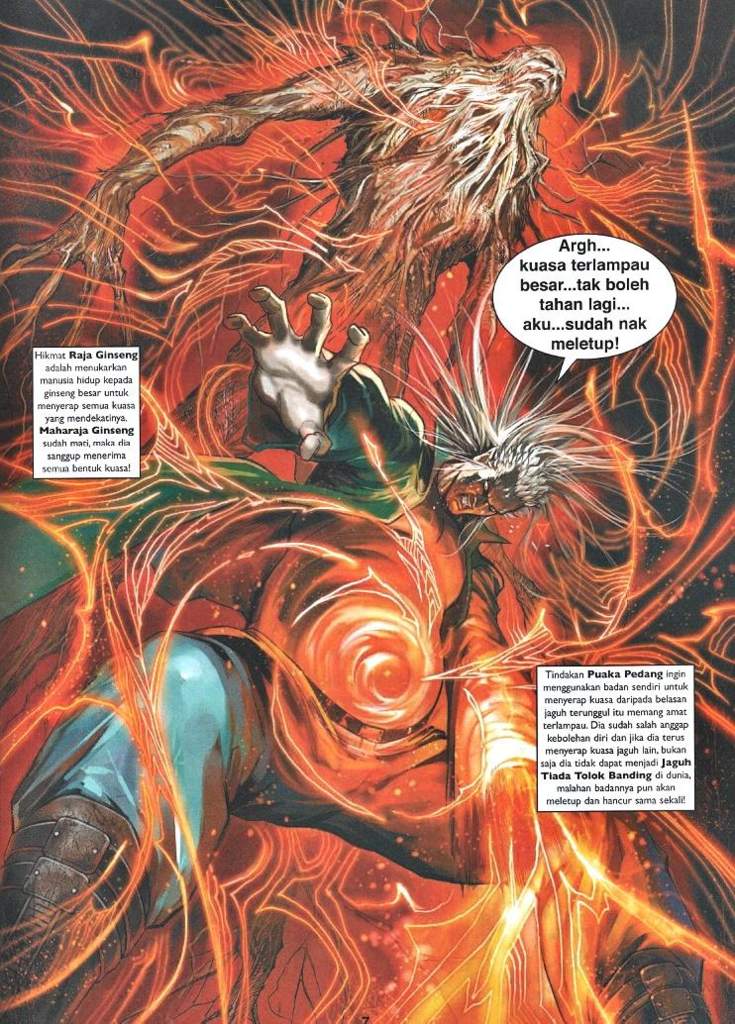 Argh...
kuasa terlampau
besar...tak boleh
tahan lagi...
aku...sudah nak
meletup!
Hikmat Raja Ginseng
adalah menukarkan
manusia hidup kepada
ginseng besar untuk
menyerap semua kuasa
yang mendekatinya.
Maharaja Ginseng
sudah mati, maka dia
sanggup menerima
semua bentuk kuasa!
Tindakan Puaka Pedang ingin
menggunakan badan sendiri untuk
menyerap kuasa daripada belasan
jaguh terunggul itu memang amat
terlampau. Dia sudah salah anggap
kebolehan diri dan jika dia terus
menyerap kuasa jaguh lain, bukan
saja dia tidak dapat menjadi Jaguh
Tiada Tolok Banding di dunia,
malahan badannya pun akan
meletup dan hancur sama sekali!
7